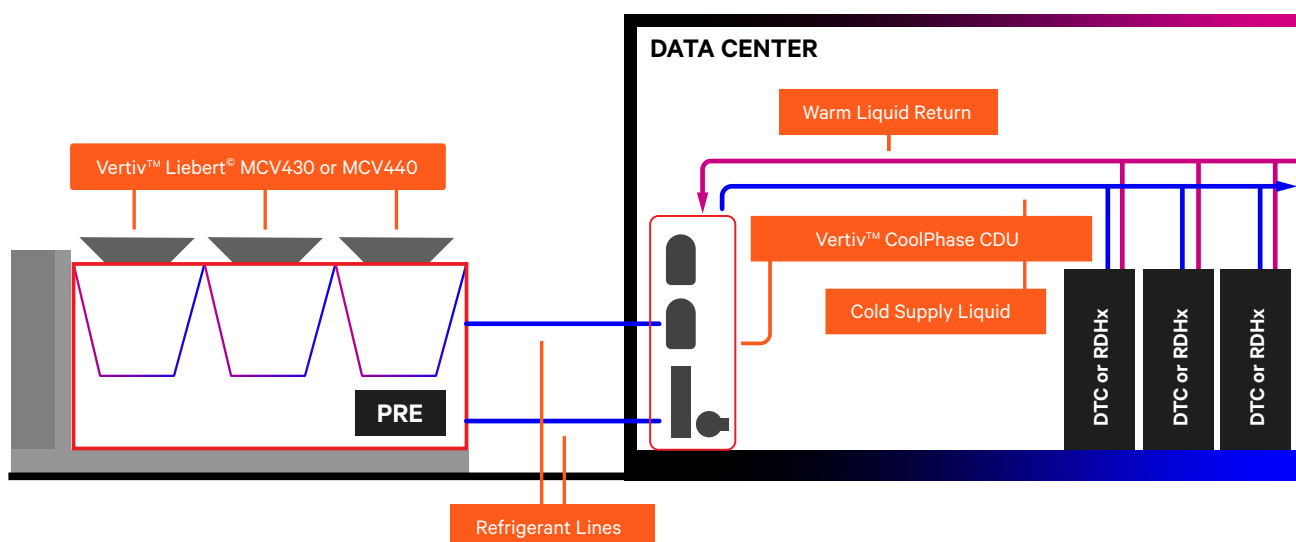 DATA CENTER
Warm Liquid Return
Vertiv™ Liebert© MCV430 or MCV440
Vertiv™ CoolPhase CDU
Cold Supply Liquid
DTC or RDHx
DTC or RDHx
DTC or RDHx
PRE
Refrigerant Lines